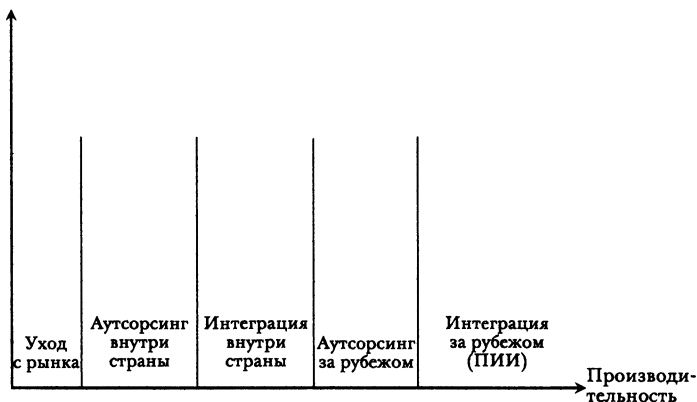 Уход
с рынка
Аутсорсинг
внутри
страны
Интеграция
внутри
страны
Аутсорсинг
за рубежом
Интеграция
за рубежом
(ПИИ)
Производи-
тельность